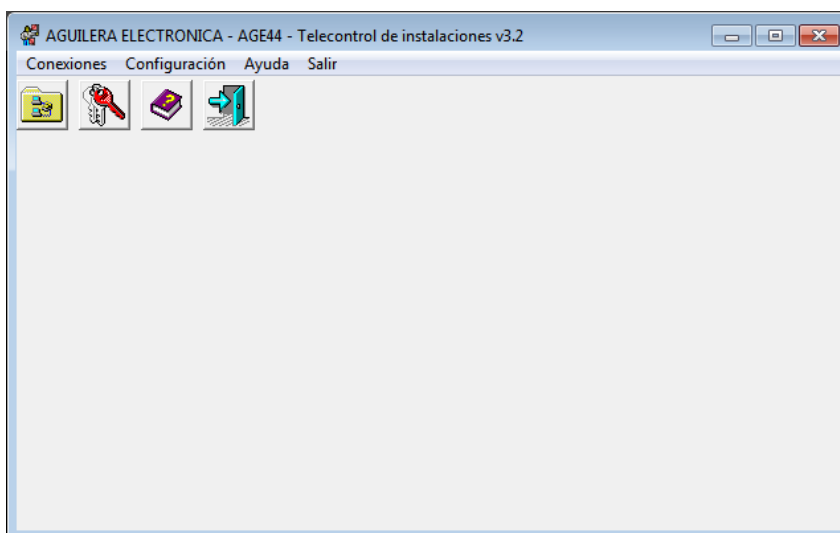 AGUILERA ELECTRONICA - AGE44 - Telecontrol de instalaciones v3.2
Conexiones Configuración Ayuda Salir
?